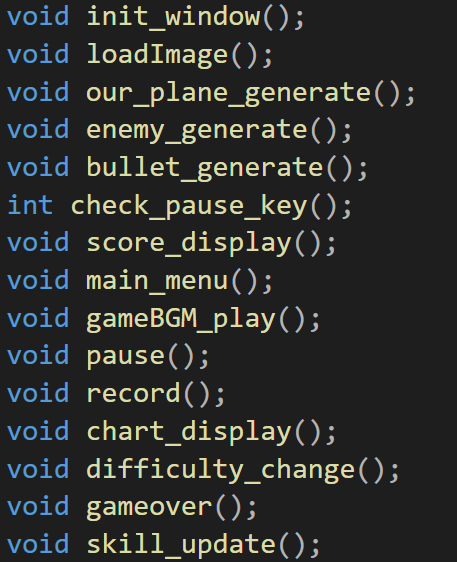 void init_window();
void loadImage();
void our_plane_generate();
void enemy_generate();
void bullet_generate();
int check_pause_key();
void score_display();
void main_menu();
void gameBGM_play();
void pause();
void record();
void chart_display();
void difficulty_change();
void gameover();
void skill_update();